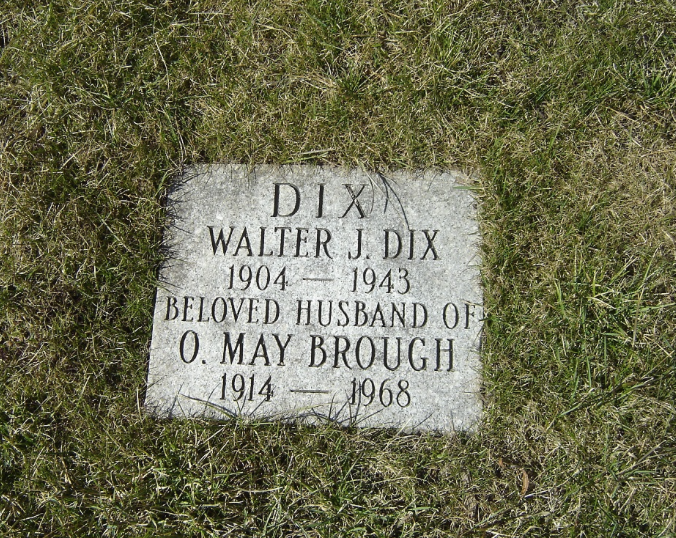 DIX
WALTER J. DIX
1904 — 1943
BELOVED HUSBAND OF
O. MAY BROUGH
1914 — 1968